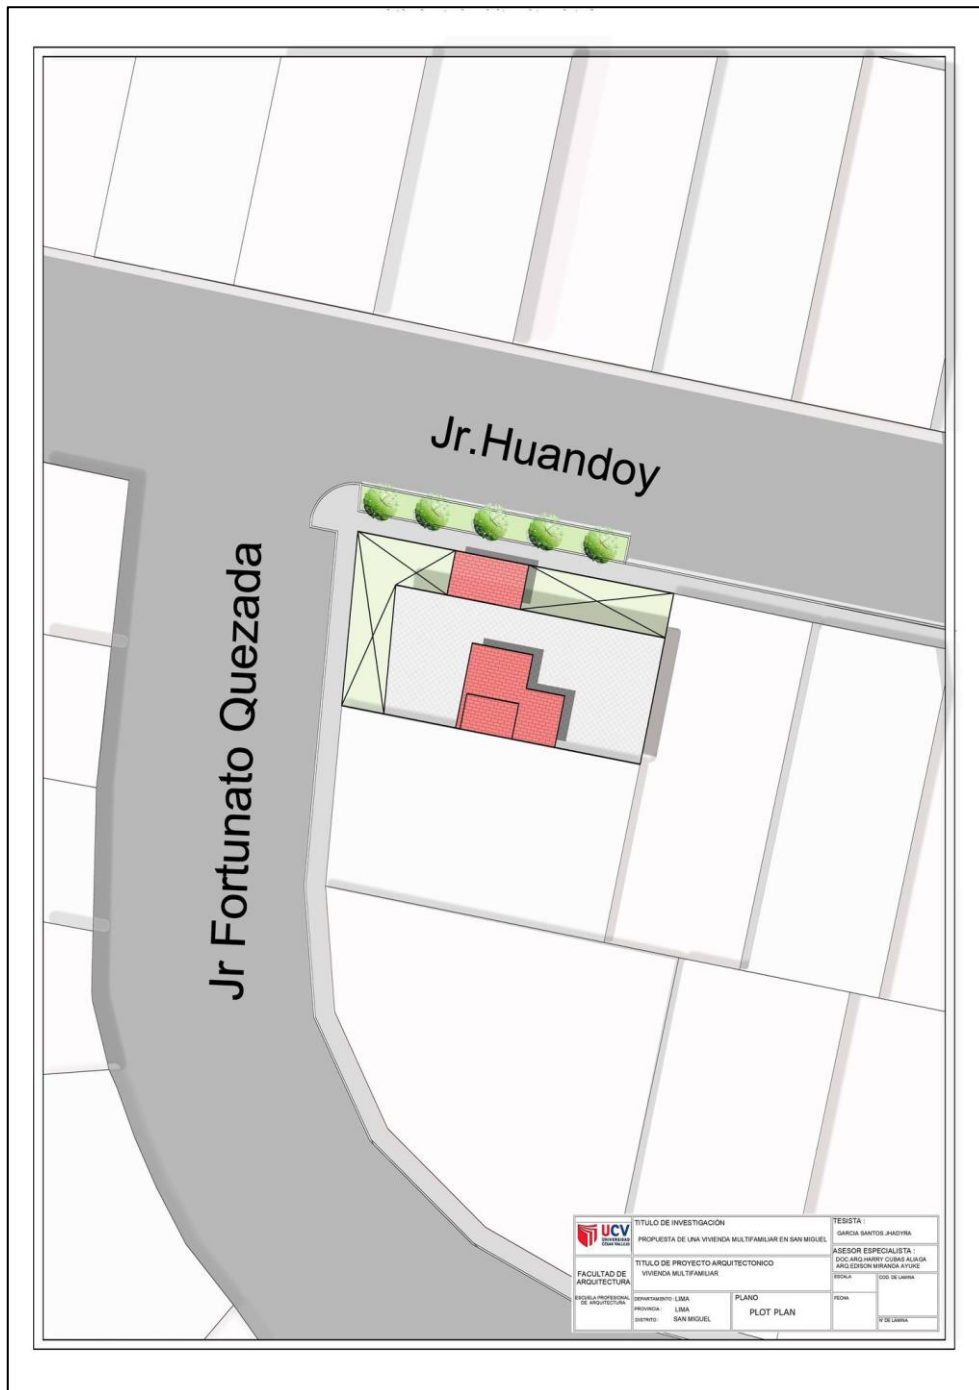 Jr.Huandoy
Jr Fortunato Quezada
UCV
UNIVERSIDAD
CÉSAR VALLEJO
FACULTAD DE
ARQUITECTURA
ESCUELA PROFESIONAL
DE ARQUITECTURA
TITULO DE INVESTIGACIÓN
PROPUESTA DE UNA VIVIENDA MULTIFAMILIAR EN SAN MIGUEL
TITULO DE PROYECTO ARQUITECTONICO
VIVIENDA MULTIFAMILIAR
DEPARTAMENTO : LIMA
PROVINCIA : LIMA
DISTRITO : SAN MIGUEL
PLANO
PLOT PLAN
TESISTA :
GARCIA SANTOS JHADYRA
ASESOR ESPECIALISTA :
DOC.ARQ.HARRY CUBAS ALIAGA
ARQ.EDISON MIRANDA AYUKE
ESCALA
COD. DE LAMINA
FECHA
N° DE LAMINA